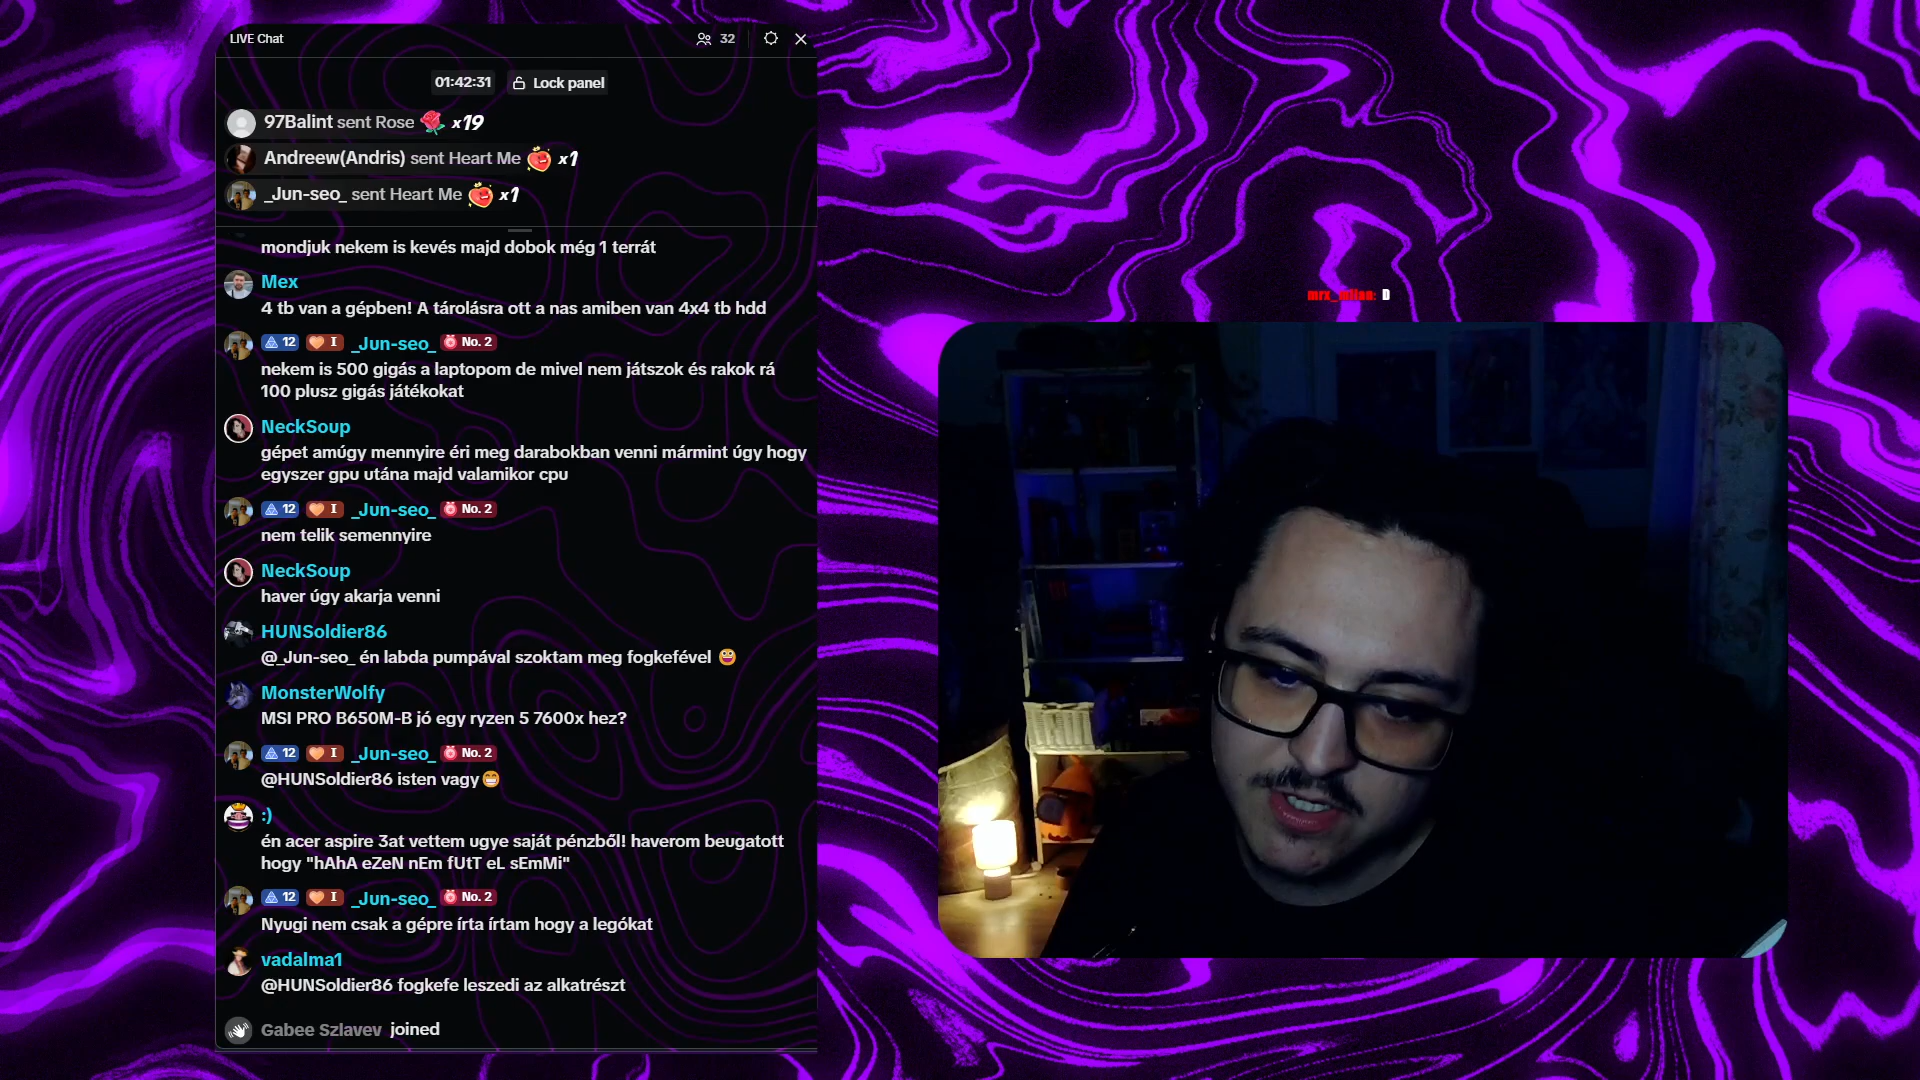 LIVE Chat
32
01:42:31
Lock panel
97Balint sent Rose x19
Andreew(Andris) sent Heart Me x1
_Jun-seo_ sent Heart Me x1
mondjuk nekem is kevés majd dobok még 1 terrát
Mex
4 tb van a gépben! A tárolásra ott a nas amiben van 4x4 tb hdd
12 I _Jun-seo_ No. 2
nekem is 500 gigás a laptopom de mivel nem játszok és rakok rá
100 plusz gigás játékokat
NeckSoup
gépet amúgy mennyire éri meg darabokban venni mármint úgy hogy
egyszer gpu utána majd valamikor cpu
12 I _Jun-seo_ No. 2
nem telik semennyire
NeckSoup
haver úgy akarja venni
HUNSoldier86
@_Jun-seo_ én labda pumpával szoktam meg fogkefével 😀
MonsterWolfy
MSI PRO B650M-B jó egy ryzen 5 7600x hez?
12 I _Jun-seo_ No. 2
@HUNSoldier86 isten vagy😁
:)
én acer aspire 3at vettem ugye saját pénzből! haverom beugatott
hogy "hAhA eZeN nEm fUtT eL sEmMi"
12 I _Jun-seo_ No. 2
Nyugi nem csak a gépre írta írtam hogy a legókat
vadalma1
@HUNSoldier86 fogkefe leszedi az alkatrészt
Gabee Szlavev joined
mrx_milan: D